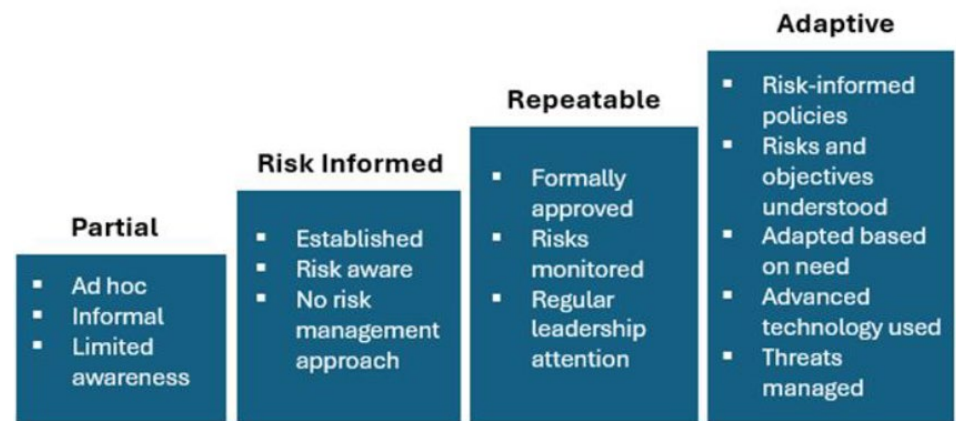 Partial
▪ Ad hoc
▪ Informal
▪ Limited
awareness
Risk Informed
▪ Established
▪ Risk aware
▪ No risk
management
approach
Repeatable
▪ Formally
approved
▪ Risks
monitored
▪ Regular
leadership
attention
Adaptive
▪ Risk-informed
policies
▪ Risks and
objectives
understood
▪ Adapted based
on need
▪ Advanced
technology used
▪ Threats
managed